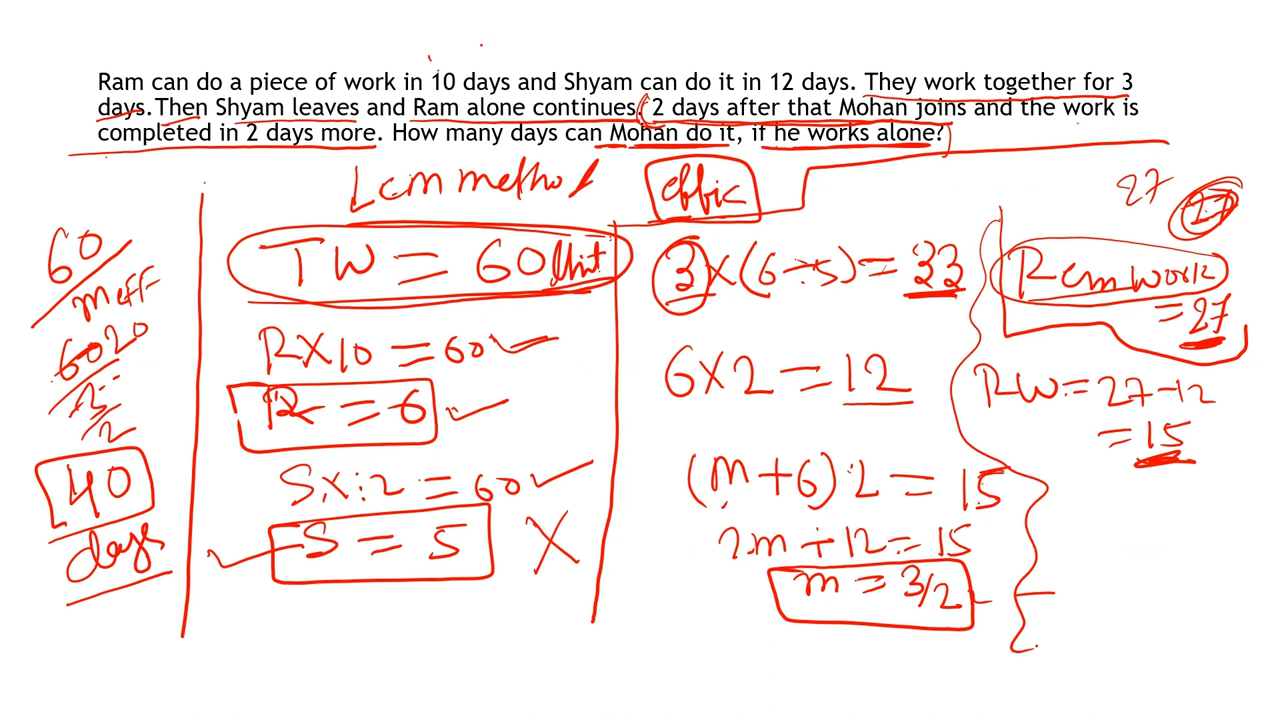 Ram can do a piece of work in 10 days and Shyam can do it in 12 days. They work together for 3
days. Then Shyam leaves and Ram alone continues. 2 days after that Mohan joins and the work is
completed in 2 days more. How many days can Mohan do it, if he works alone?
Lcm method
effic
27
60
m eff
60 20
3
2
40
days
TW = 60 Unit
R×10 = 60
R = 6
S×12 = 60
S = 5
3×(6+5) = 33
6×2 = 12
(m+6) 2 = 15
2m + 12 = 15
m = 3/2
Rem work
= 27
RW = 27-12
= 15